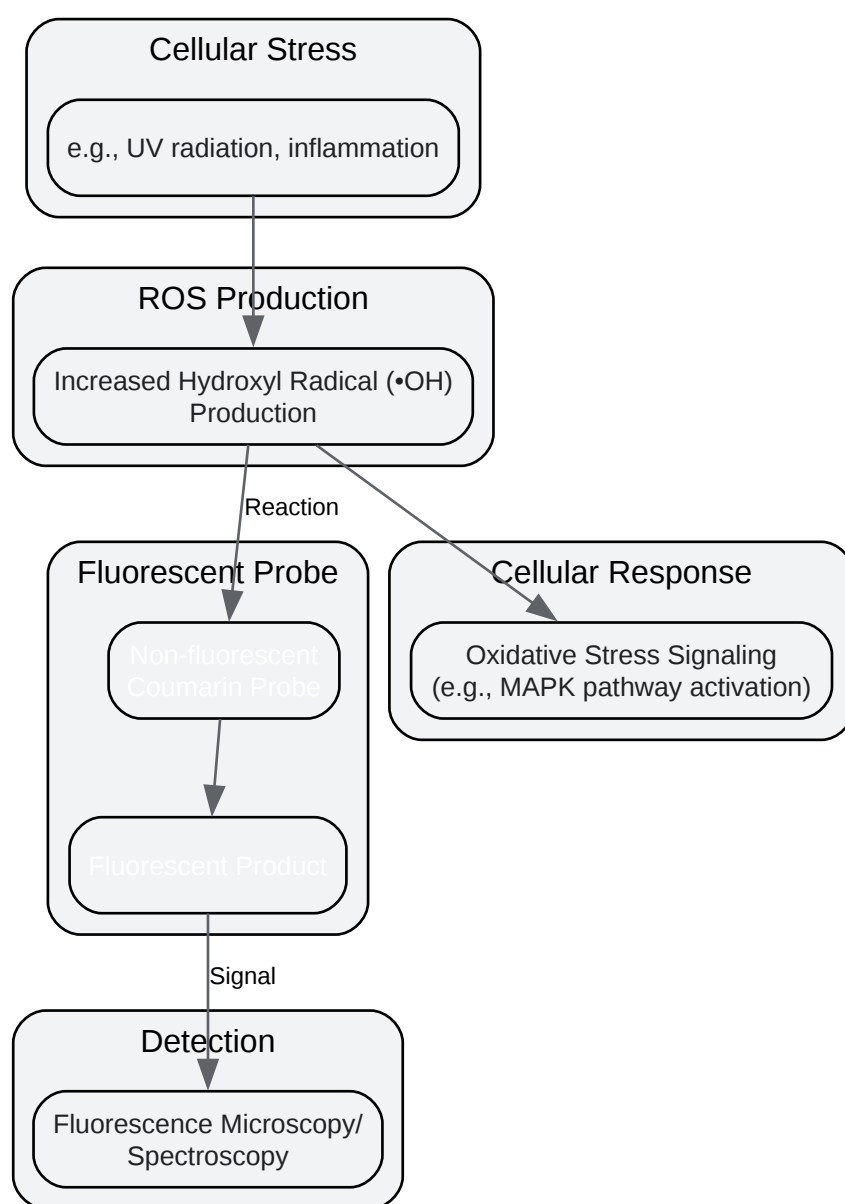 Cellular Stress
e.g., UV radiation, inflammation
ROS Production
Increased Hydroxyl Radical (•OH)
Production
Reaction
Fluorescent Probe
Cellular Response
Non-fluorescent
Coumarin Probe
Oxidative Stress Signaling
(e.g., MAPK pathway activation)
Fluorescent Product
Signal
Detection
Fluorescence Microscopy/
Spectroscopy